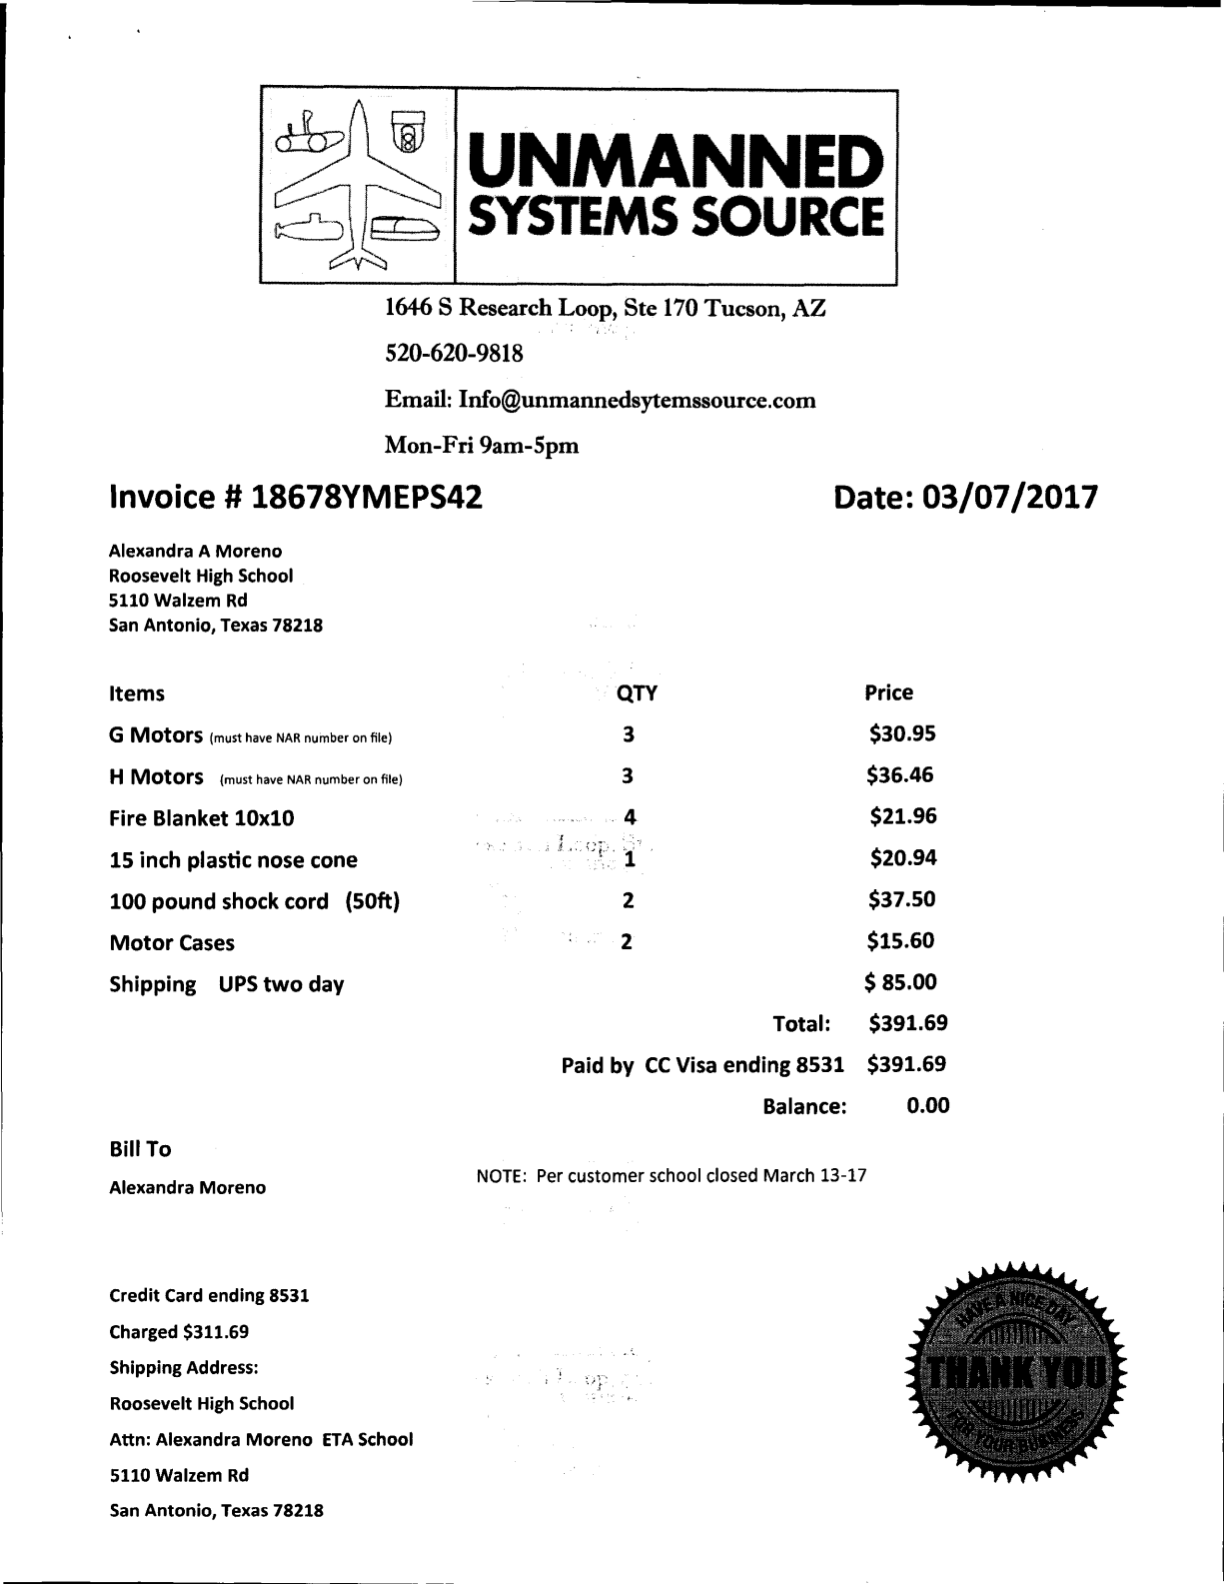 UNMANNED
SYSTEMS SOURCE
1646 S Research Loop, Ste 170 Tucson, AZ
520-620-9818
Email: Info@unmannedsytemssource.com
Mon-Fri 9am-5pm
Invoice # 18678YMEPS42 Date: 03/07/2017
Alexandra A Moreno
Roosevelt High School
5110 Walzem Rd
San Antonio, Texas 78218
Items QTY Price
G Motors (must have NAR number on file) 3 $30.95
H Motors (must have NAR number on file) 3 $36.46
Fire Blanket 10x10 4 $21.96
15 inch plastic nose cone 1 $20.94
100 pound shock cord (50ft) 2 $37.50
Motor Cases 2 $15.60
Shipping UPS two day $ 85.00
Total: $391.69
Paid by CC Visa ending 8531 $391.69
Balance: 0.00
Bill To
Alexandra Moreno
NOTE: Per customer school closed March 13-17
Credit Card ending 8531
Charged $311.69
Shipping Address:
Roosevelt High School
Attn: Alexandra Moreno ETA School
5110 Walzem Rd
San Antonio, Texas 78218
HAVE A NICE DAY
THANK YOU
FOR YOUR BUSINESS